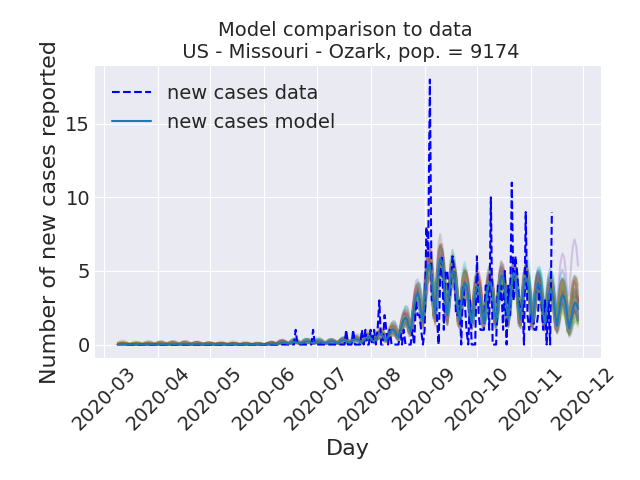 Model comparison to data
US - Missouri - Ozark, pop. = 9174
new cases data
new cases model
Number of new cases reported
15
10
5
0
2020-03
2020-04
2020-05
2020-06
2020-07
2020-08
2020-09
2020-10
2020-11
2020-12
Day